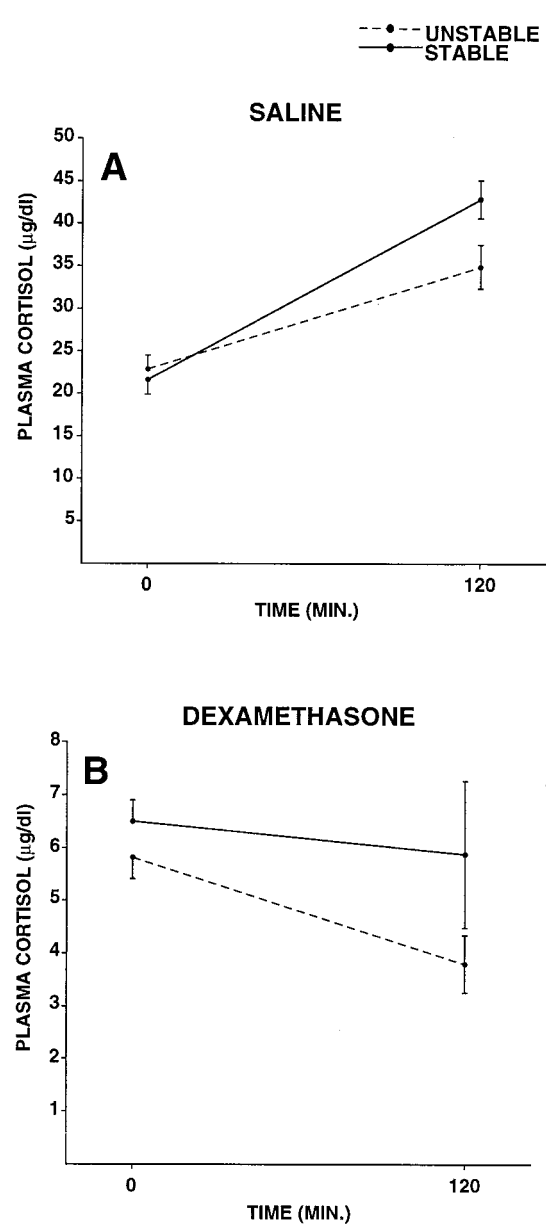 UNSTABLE
STABLE
SALINE
A
PLASMA CORTISOL (µg/dl)
50
45
40
35
30
25
20
15
10
5
0 120
TIME (MIN.)
DEXAMETHASONE
B
PLASMA CORTISOL (µg/dl)
8
7
6
5
4
3
2
1
0 120
TIME (MIN.)